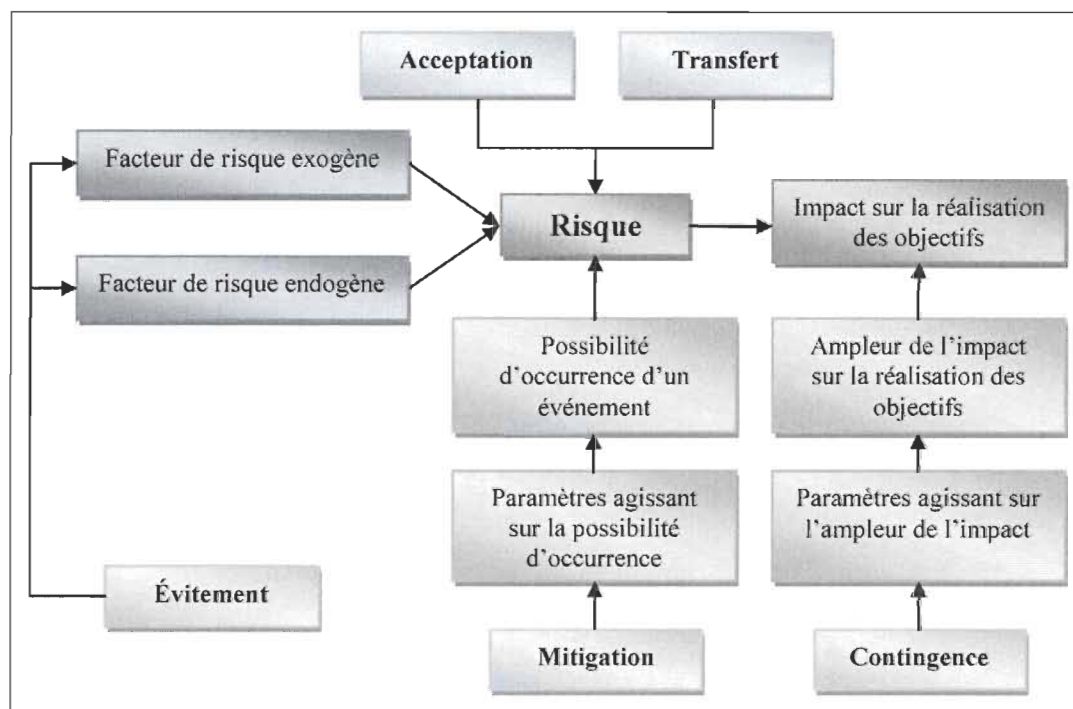 Acceptation
Transfert
Facteur de risque exogène
Facteur de risque endogène
Risque
Impact sur la réalisation
des objectifs
Possibilité
d'occurrence d'un
événement
Ampleur de l'impact
sur la réalisation des
objectifs
Paramètres agissant
sur la possibilité
d'occurrence
Paramètres agissant sur
l'ampleur de l'impact
Évitement
Mitigation
Contingence